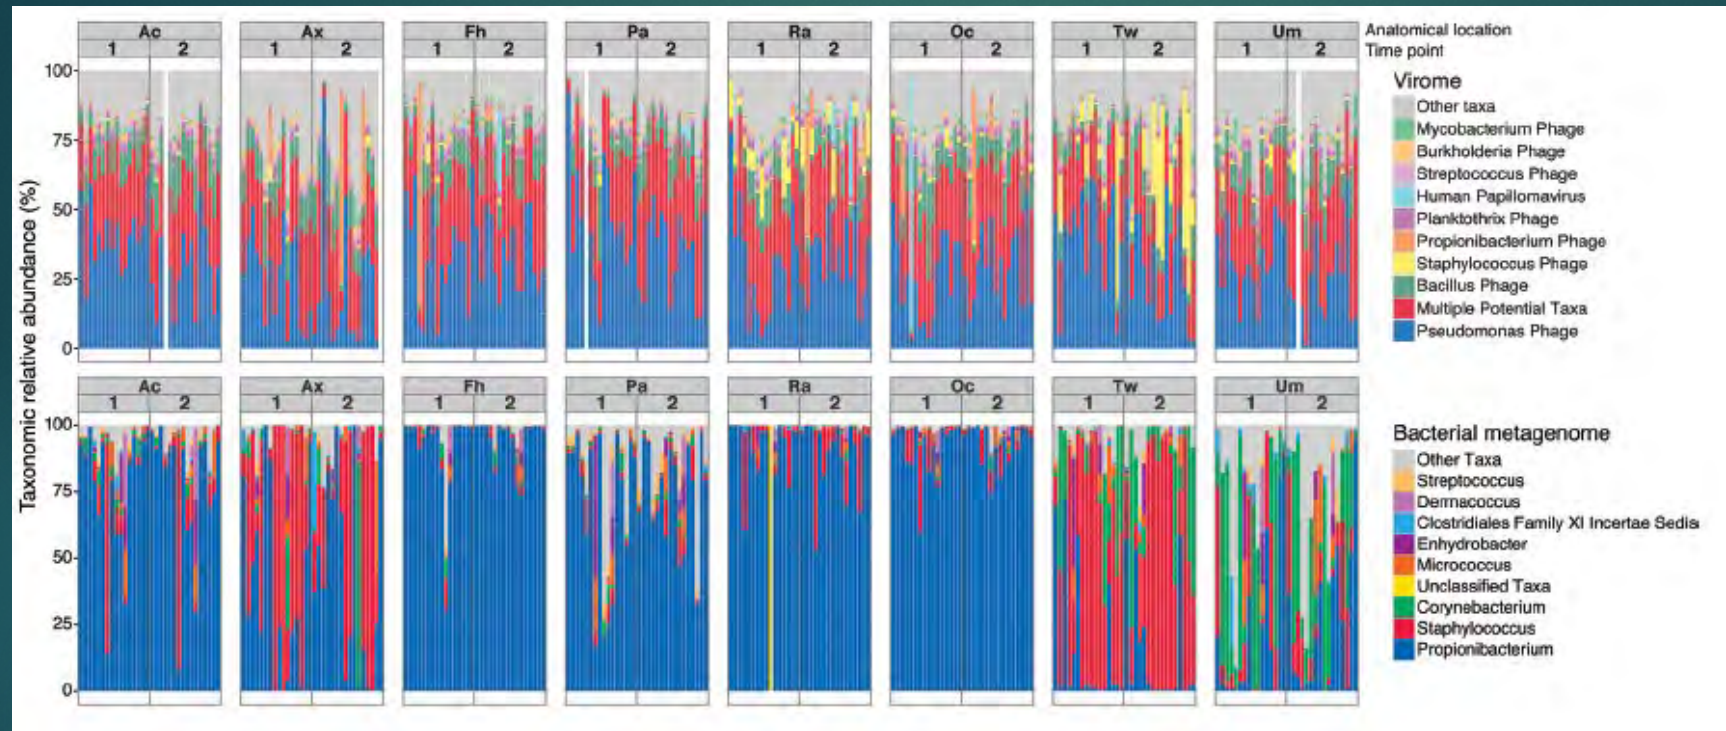 Ac Ax Fh Pa Ra Oc Tw Um Anatomical location
1 2 1 2 1 2 1 2 1 2 1 2 1 2 1 2 Time point
Taxonomic relative abundance (%)
100
75
50
25
0
Virome
Other taxa
Mycobacterium Phage
Burkholderia Phage
Streptococcus Phage
Human Papillomavirus
Planktothrix Phage
Propionibacterium Phage
Staphylococcus Phage
Bacillus Phage
Multiple Potential Taxa
Pseudomonas Phage
Ac Ax Fh Pa Ra Oc Tw Um
1 2 1 2 1 2 1 2 1 2 1 2 1 2 1 2
100
75
50
25
0
Bacterial metagenome
Other Taxa
Streptococcus
Dermacoccus
Clostridiales Family XI Incertae Sedis
Enhydrobacter
Micrococcus
Unclassified Taxa
Corynebacterium
Staphylococcus
Propionibacterium